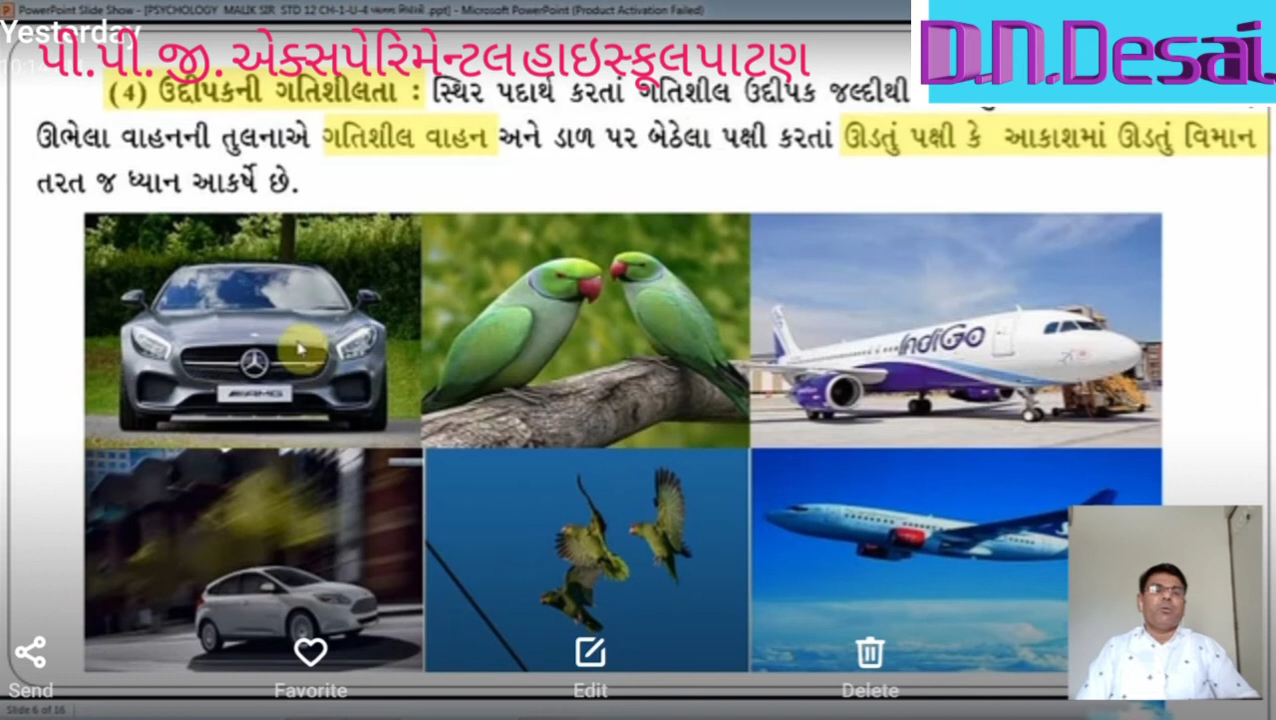 PowerPoint Slide Show - [PSYCHOLOGY MALIK SIR STD 12 CH-1-U-4 .ppt] - Microsoft PowerPoint (Product Activation Failed)
Yesterday
પી.પી.જી. એક્સપેરિમેન્ટલ હાઇસ્કૂલ પાટણ
D.N.Desai
(4) ઉદ્દીપકની ગતિશીલતા : સ્થિર પદાર્થ કરતાં ગતિશીલ ઉદ્દીપક જલ્દીથી
ઊભેલા વાહનની તુલનાએ ગતિશીલ વાહન અને ડાળ પર બેઠેલા પક્ષી કરતાં ઊડતું પક્ષી કે આકાશમાં ઊડતું વિમાન
તરત જ ધ્યાન આકર્ષે છે.
IndiGo
AMG
Send Favorite Edit Delete
Slide 6 of 16